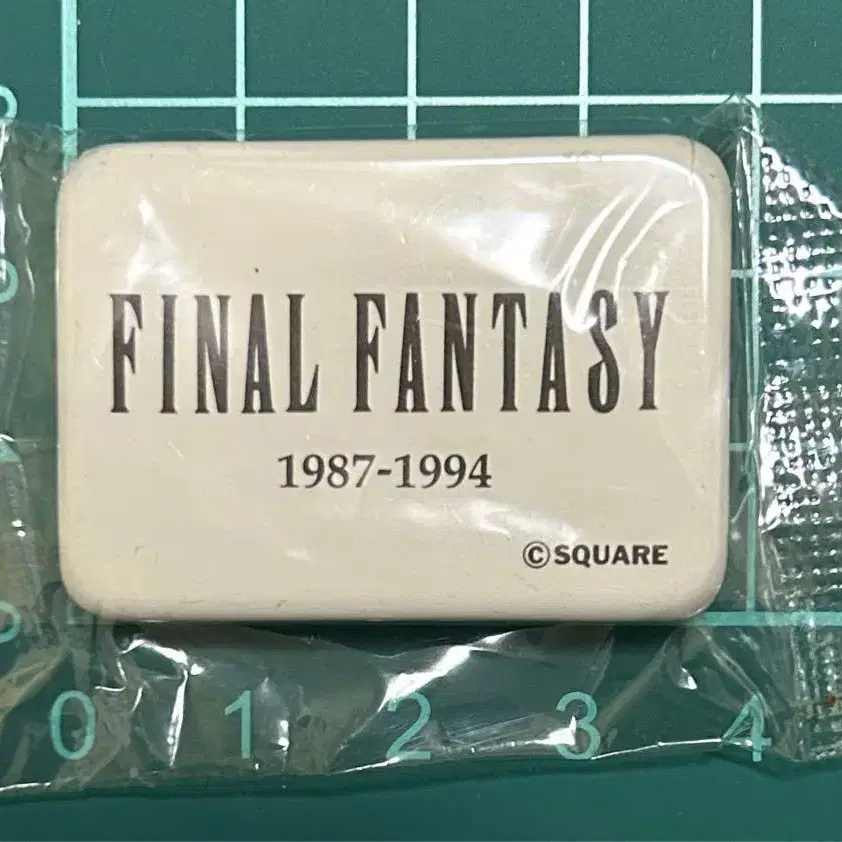 FINAL FANTASY
1987-1994
©SQUARE
0 1 2 3 4